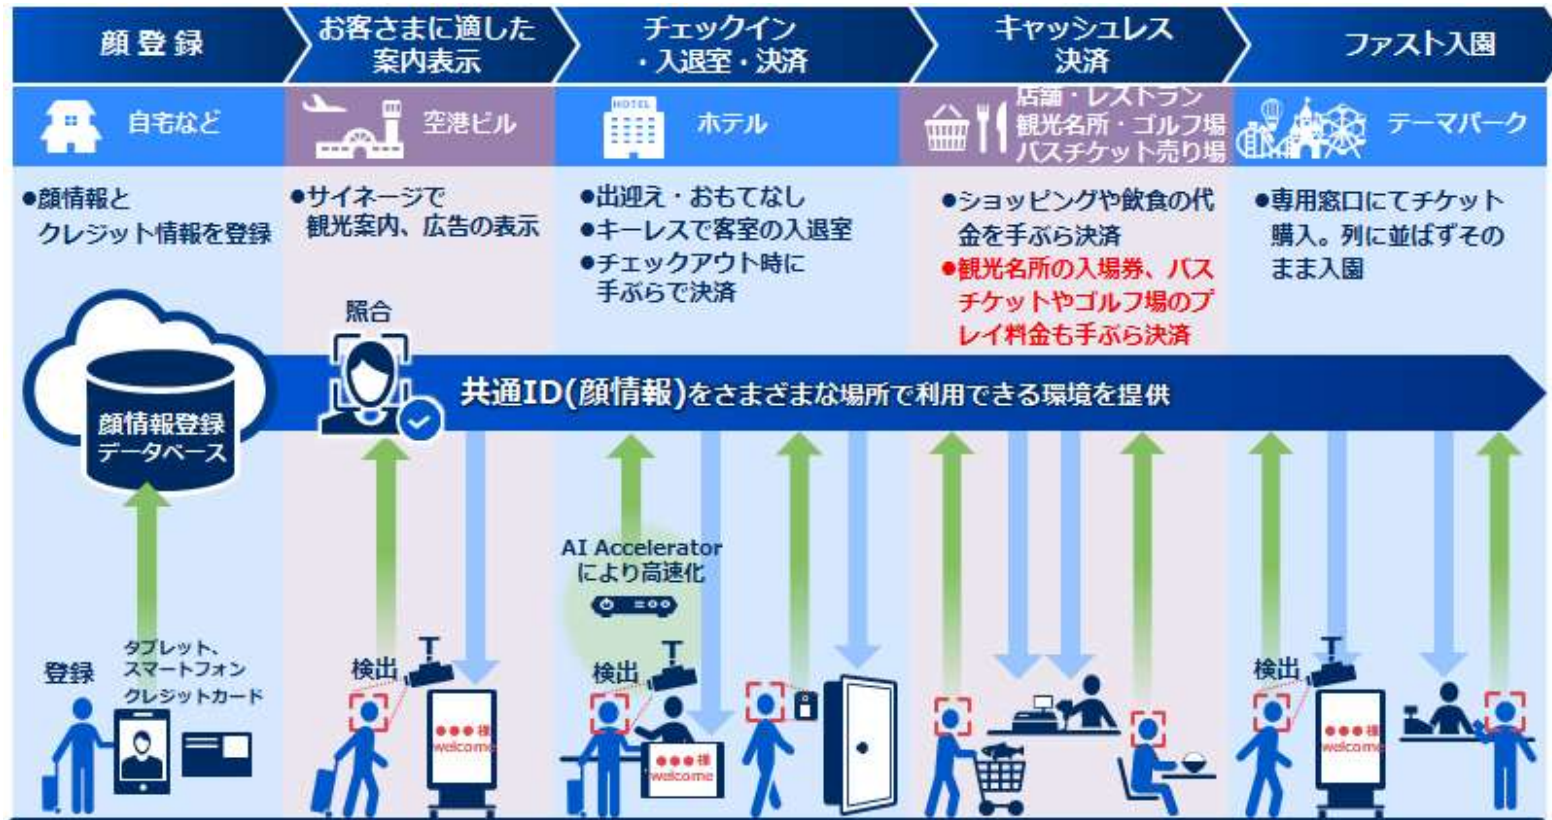 顔登録
お客さまに適した
案内表示
チェックイン
・入退室・決済
キャッシュレス
決済
ファスト入園
自宅など
空港ビル
HOTEL
ホテル
店舗・レストラン
観光名所・ゴルフ場
バスチケット売り場
テーマパーク
●顔情報と
クレジット情報を登録
●サイネージで
観光案内、広告の表示
●出迎え・おもてなし
●キーレスで客室の入退室
●チェックアウト時に
手ぶらで決済
●ショッピングや飲食の代
金を手ぶら決済
●観光名所の入場券、バス
チケットやゴルフ場のプ
レイ料金も手ぶら決済
●専用窓口にてチケット
購入。列に並ばずその
まま入園
照合
共通ID(顔情報)をさまざまな場所で利用できる環境を提供
顔情報登録
データベース
AI Accelerator
により高速化
登録
タブレット、
スマートフォン
クレジットカード
検出
●●●様
welcome
検出
●●●様
welcome
検出
●●●様
welcome